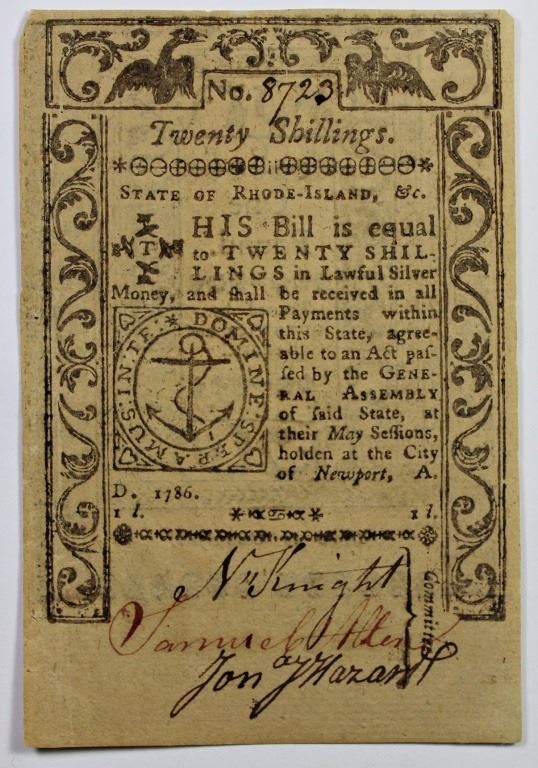 No. 8723
Twenty Shillings.
STATE OF RHODE-ISLAND, &c.
THIS Bill is equal
to TWENTY SHIL-
LINGS in Lawful Silver
Money, and ſhall be received in all
Payments within
this State, agree-
able to an Act paſ-
ſed by the GENE-
RAL ASSEMBLY
of ſaid State, at
their May Seſſions,
holden at the City
of Newport, A.
D. 1786.
IN TE * DOMINE SPERAMUS
1 l. 1 l.
N. Knight
Samuel Allen
Jon.a J Hazard
Committee